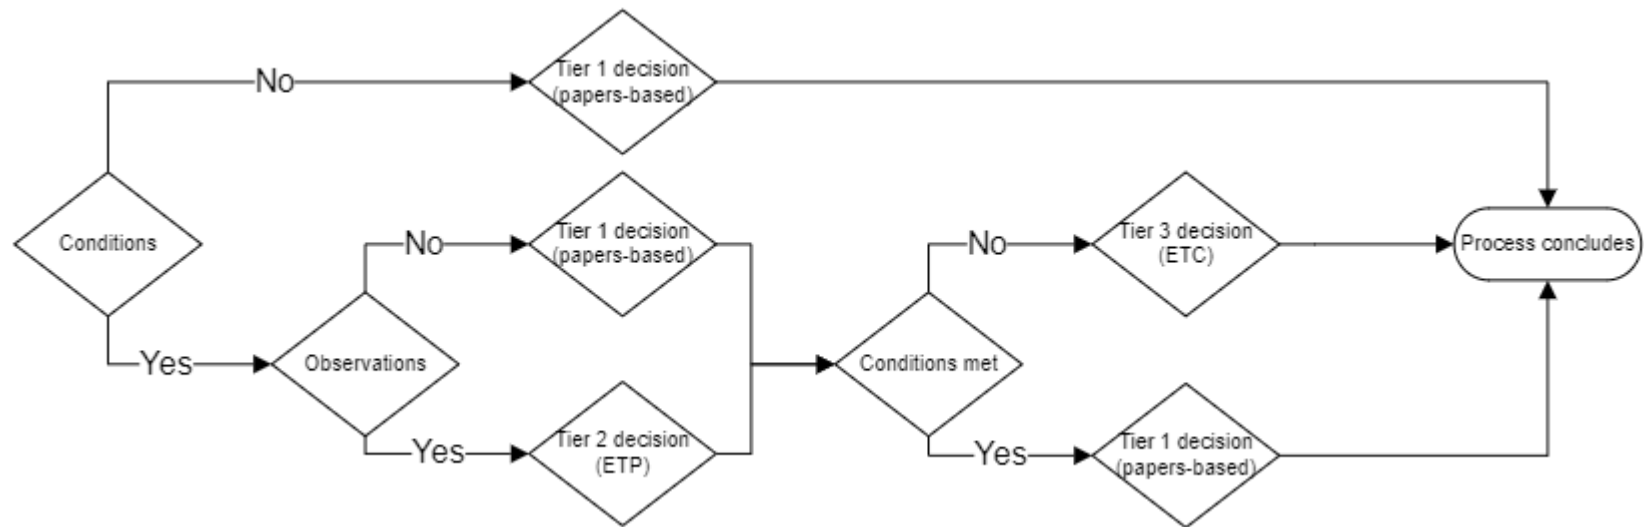 No
Tier 1 decision
(papers-based)
Conditions
No
Tier 1 decision
(papers-based)
No
Tier 3 decision
(ETC)
Process concludes
Yes
Observations
Conditions met
Yes
Tier 2 decision
(ETP)
Yes
Tier 1 decision
(papers-based)